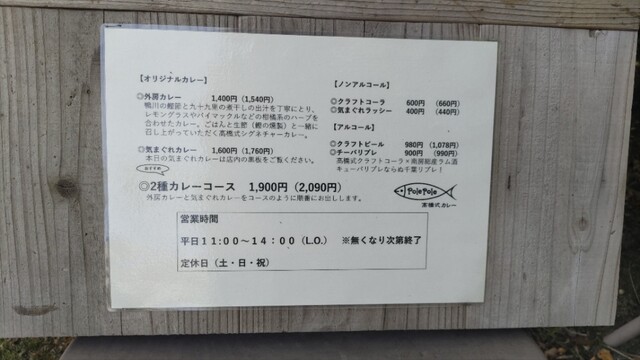 【オリジナルカレー】
◎外房カレー 1,400円（1,540円）
鴨川の鰹節と九十九里の煮干しの出汁を丁寧にとり、
レモングラスやバイマックルなどの柑橘系のハーブを
合わせたカレー。ごはんと生節（鰹の燻製）と一緒に
召し上がっていただく高橋式シグネチャーカレー。
◎気まぐれカレー 1,600円（1,760円）
本日の気まぐれカレーは店内の黒板をご覧ください。
おすすめ
◎2種カレーコース 1,900円（2,090円）
外房カレーと気まぐれカレーをコースのように順番にお出しします。
【ノンアルコール】
◎クラフトコーラ 600円 （660円）
◎気まぐれラッシー 400円 （440円）
【アルコール】
◎クラフトビール 980円（1,078円）
◎チーバリブレ 900円（990円）
高橋式クラフトコーラ×南房総産ラム酒
キューバリブレならぬ千葉リブレ！
PolePole
高橋式カレー
営業時間
平日11:00～14:00（L.O.） ※無くなり次第終了
定休日（土・日・祝）